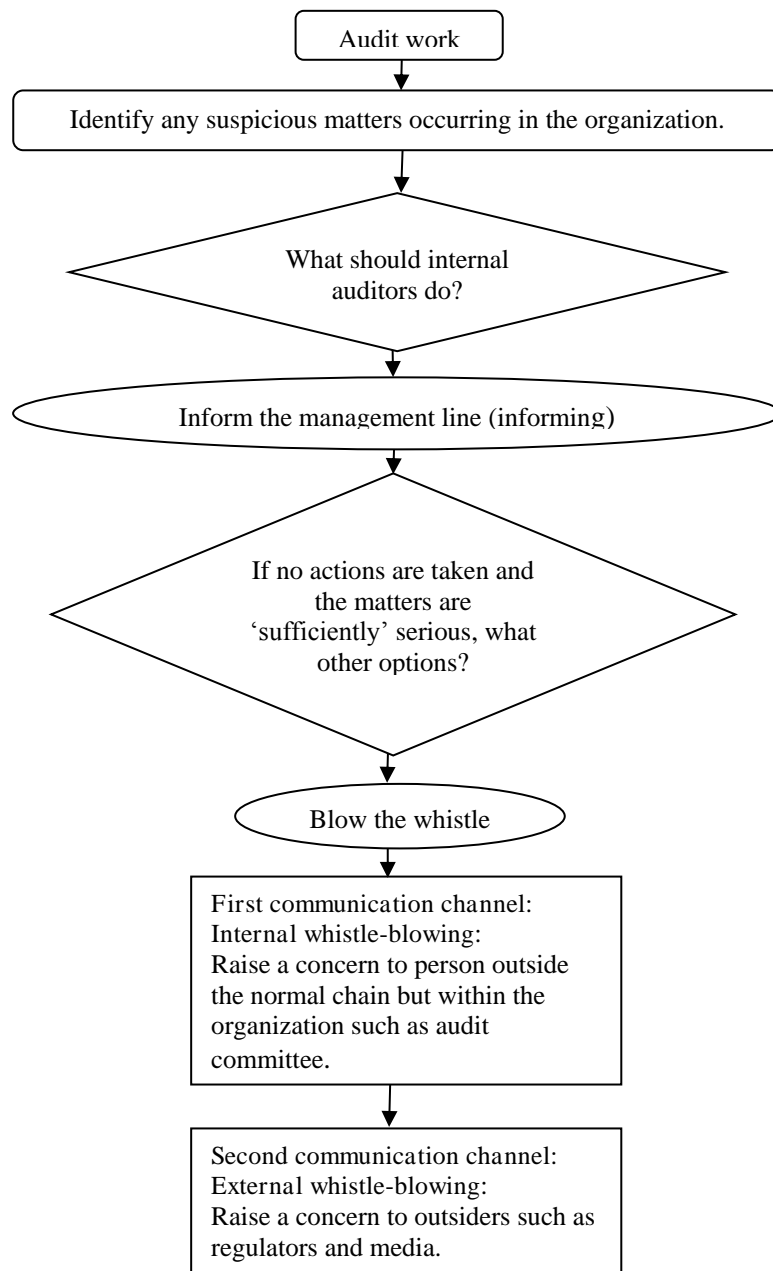 Audit work
Identify any suspicious matters occurring in the organization.
What should internal
auditors do?
Inform the management line (informing)
If no actions are taken and
the matters are
‘sufficiently’ serious, what
other options?
Blow the whistle
First communication channel:
Internal whistle-blowing:
Raise a concern to person outside
the normal chain but within the
organization such as audit
committee.
Second communication channel:
External whistle-blowing:
Raise a concern to outsiders such as
regulators and media.